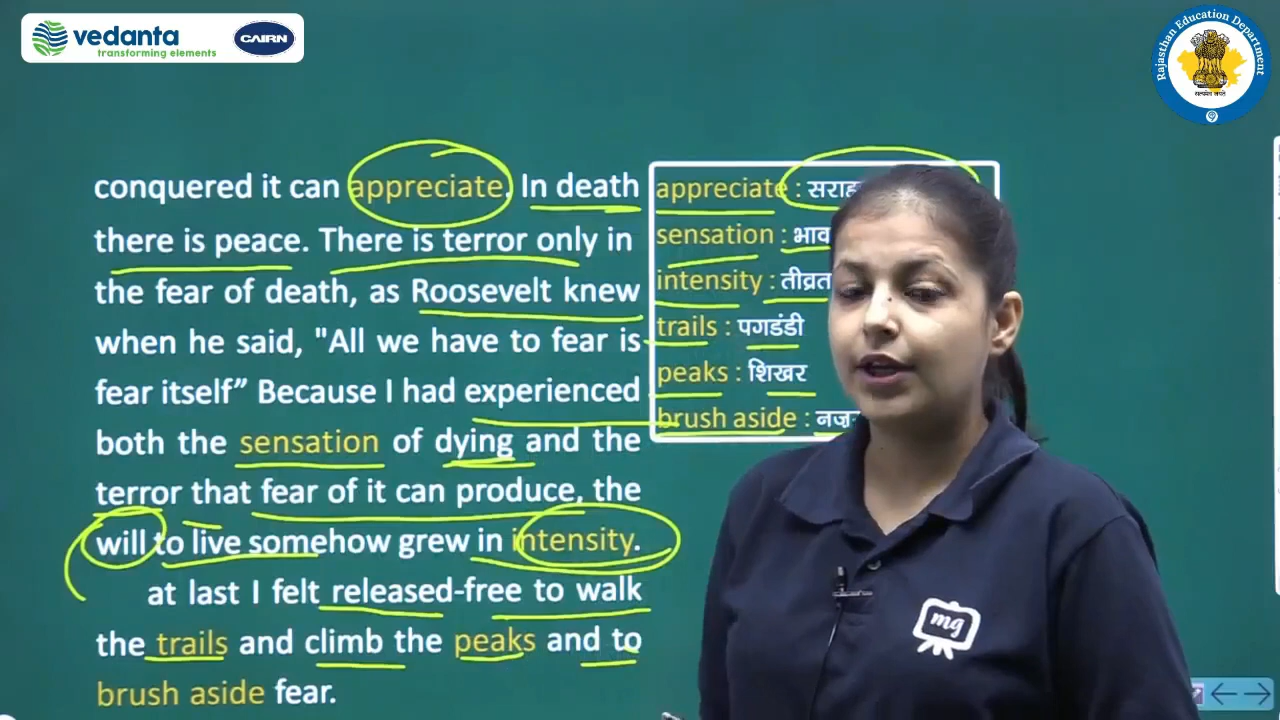 vedanta
transforming elements
CAIRN
Rajasthan Education Department
सत्यमेव जयते
conquered it can appreciate. In death
there is peace. There is terror only in
the fear of death, as Roosevelt knew
when he said, "All we have to fear is
fear itself” Because I had experienced
both the sensation of dying and the
terror that fear of it can produce, the
will to live somehow grew in intensity.
at last I felt released-free to walk
the trails and climb the peaks and to
brush aside fear.
appreciate :
sensation :
intensity :
trails : पगडंडी
peaks : शिखर
brush aside :
mg